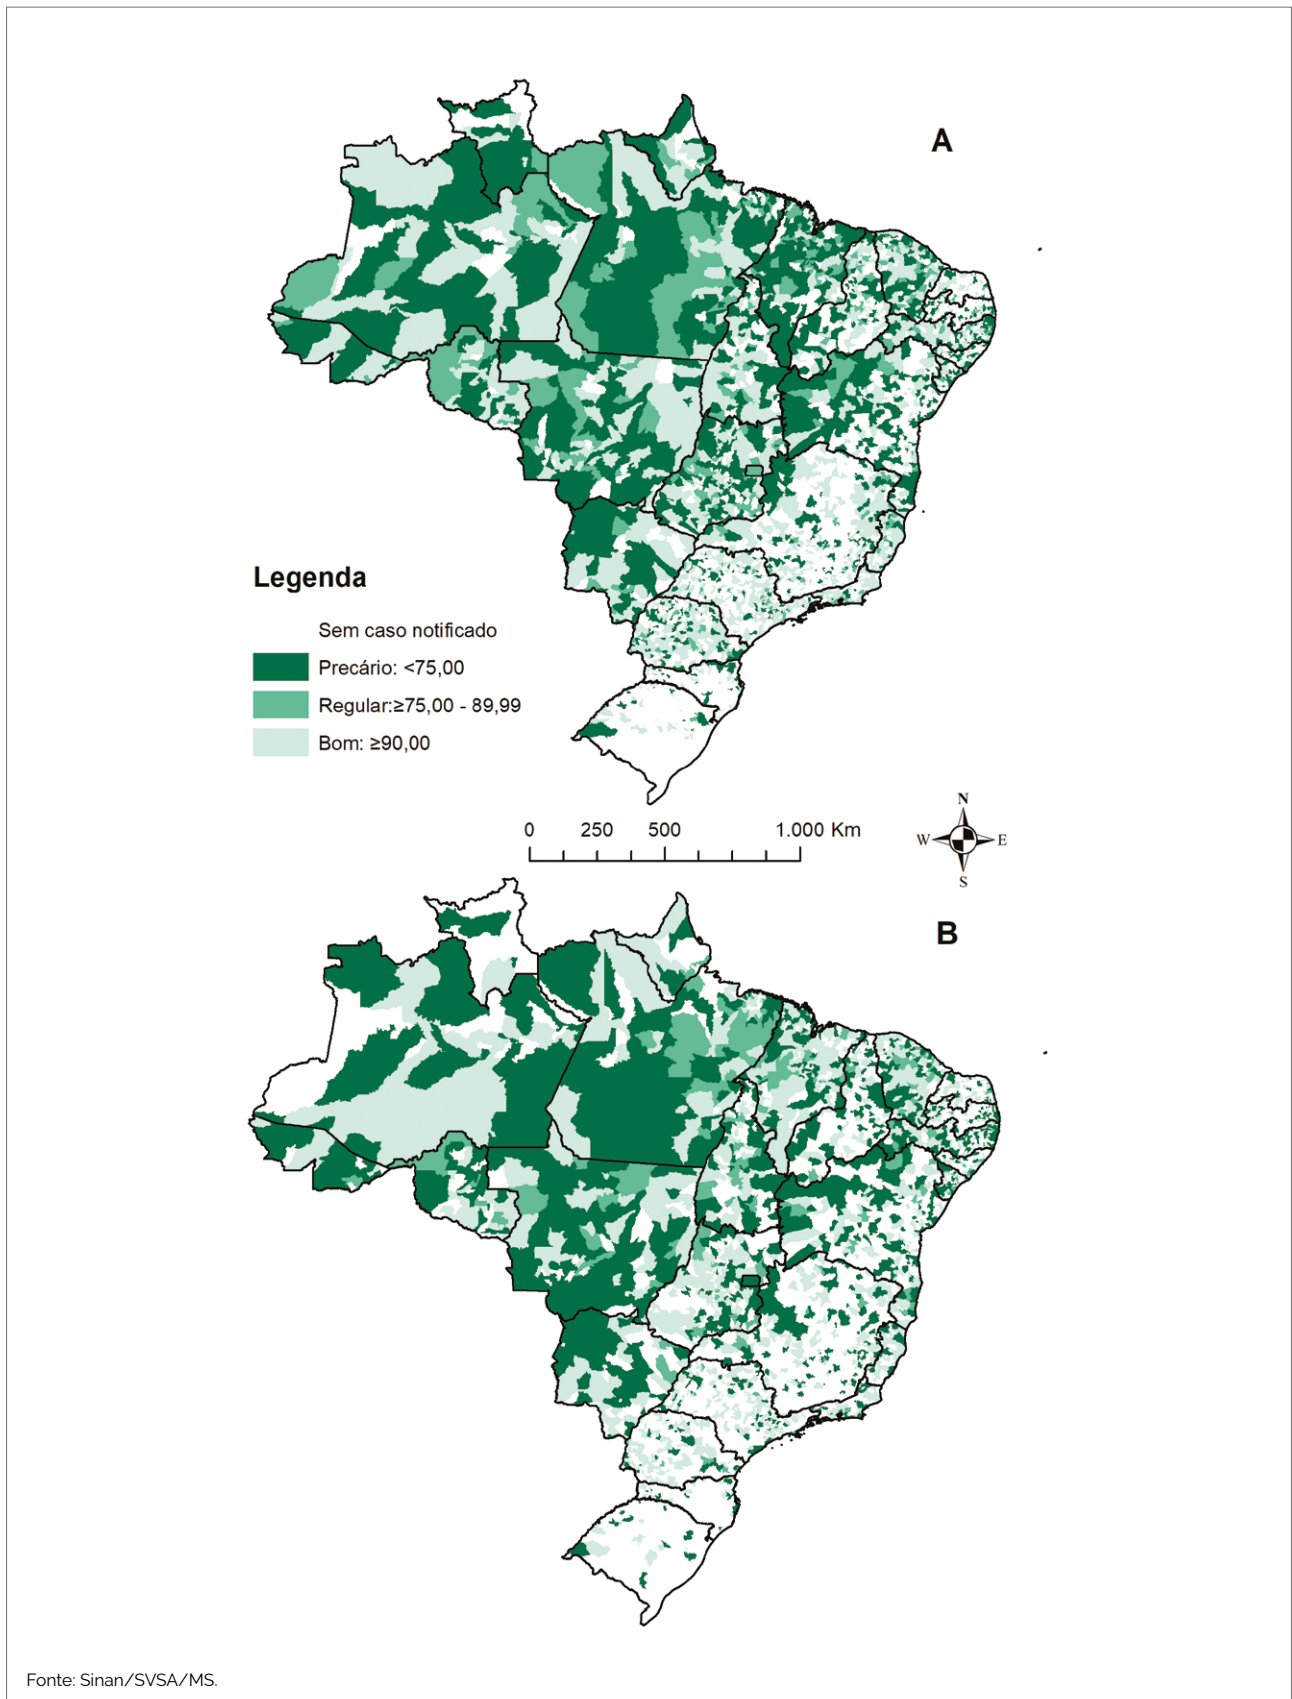 A
Legenda
Sem caso notificado
Precário: <75,00
Regular:≥75,00 - 89,99
Bom: ≥90,00
0 250 500 1.000 Km
N
W E
S
B
Fonte: Sinan/SVSA/MS.